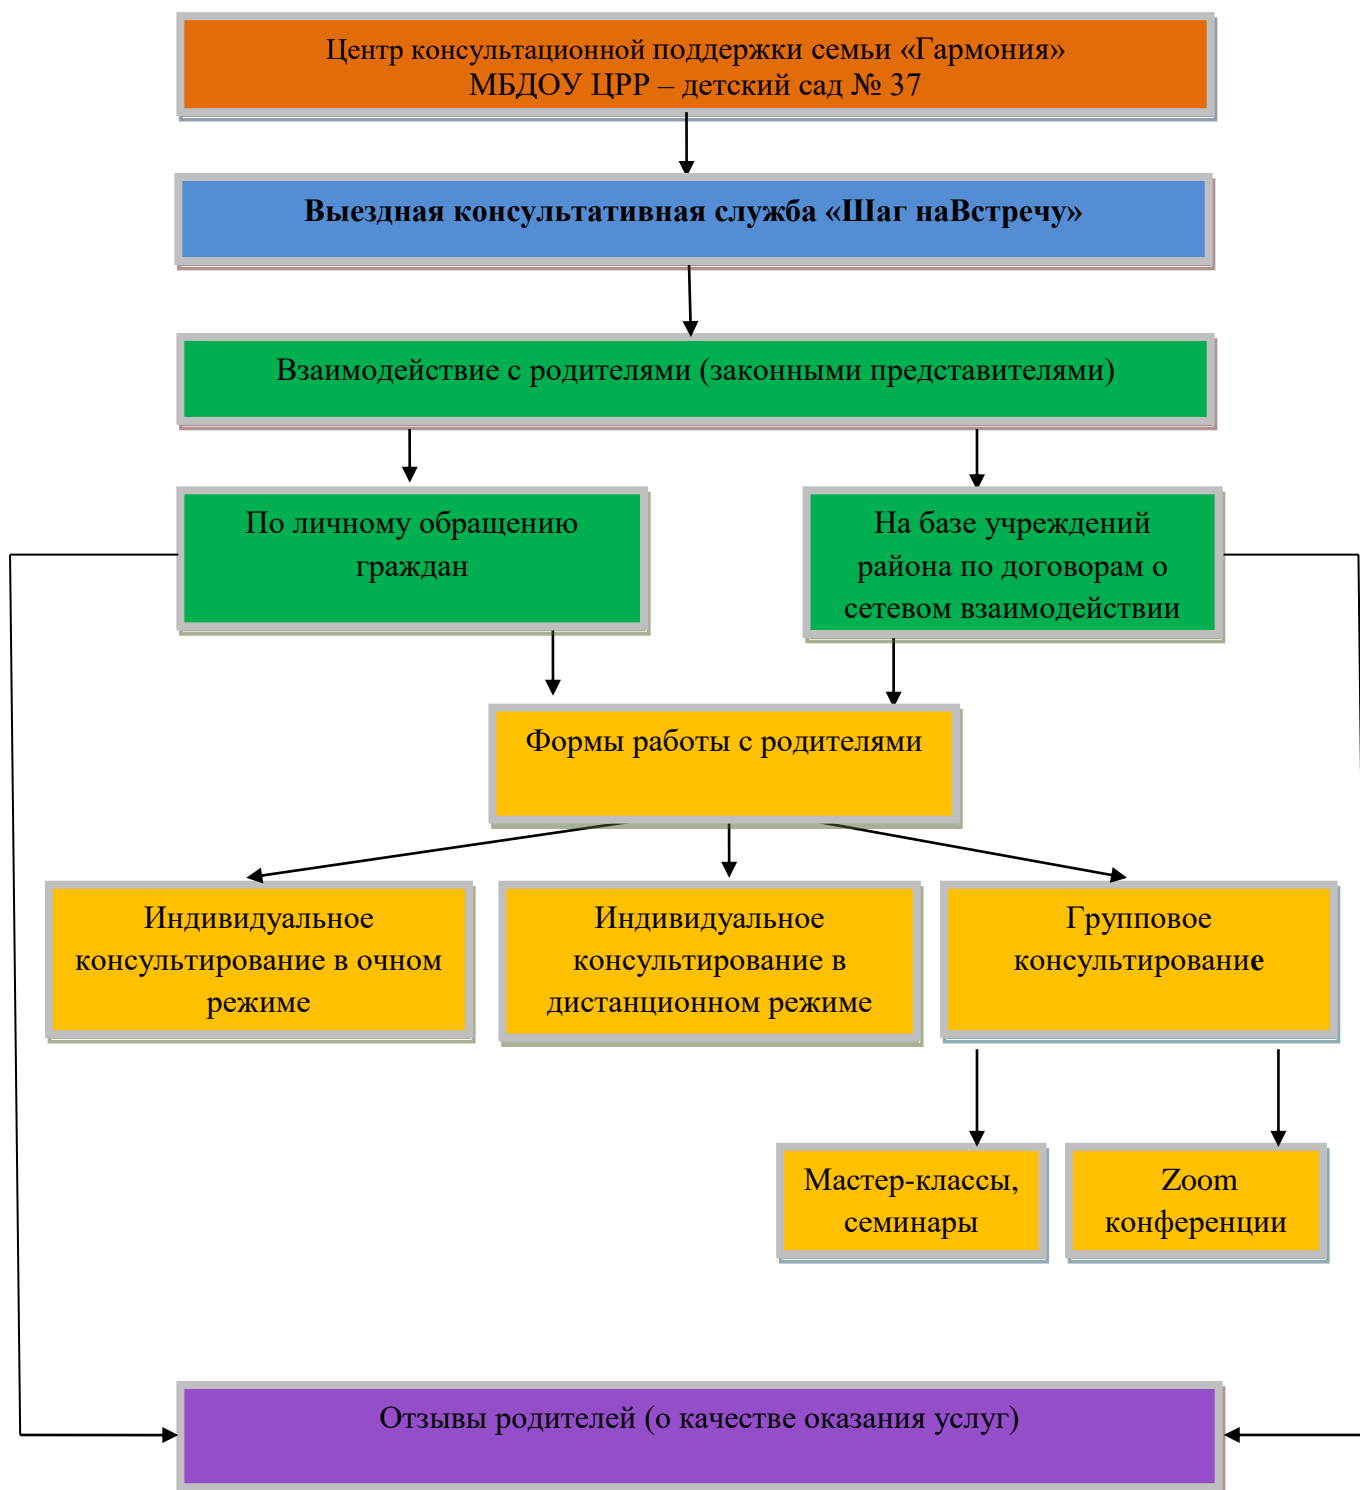 Центр консультационной поддержки семьи «Гармония»
МБДОУ ЦРР – детский сад № 37
Выездная консультативная служба «Шаг наВстречу»
Взаимодействие с родителями (законными представителями)
По личному обращению
граждан
На базе учреждений
района по договорам о
сетевом взаимодействии
Формы работы с родителями
Индивидуальное
консультирование в очном
режиме
Индивидуальное
консультирование в
дистанционном режиме
Групповое
консультирование
Мастер-классы,
семинары
Zoom
конференции
Отзывы родителей (о качестве оказания услуг)